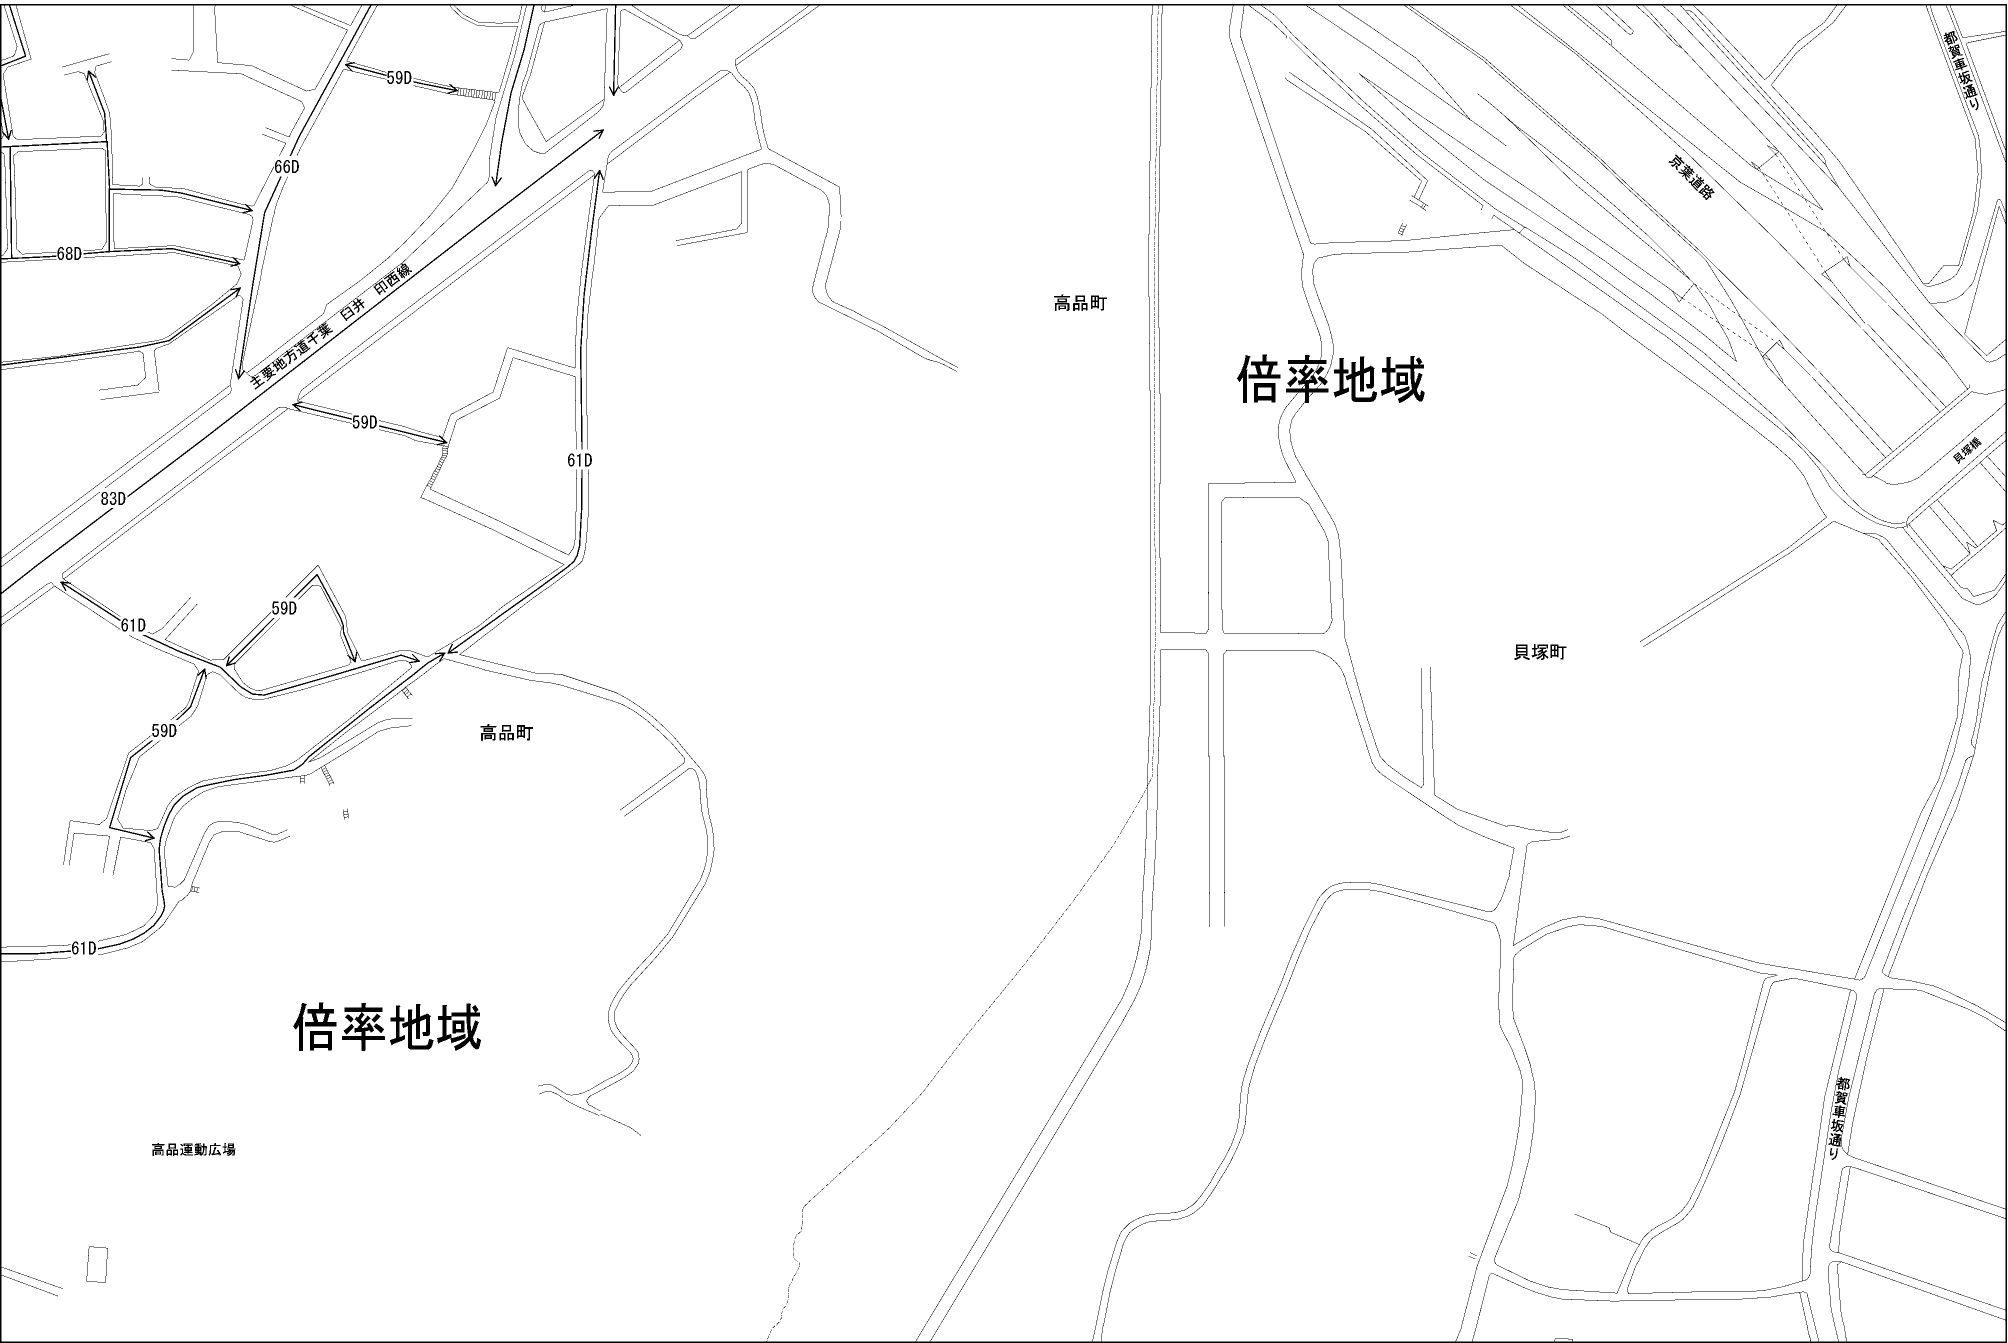 都賀車坂通り
59D
66D
京葉道路
68D
主要地方道千葉　臼井　印西線
高品町
倍率地域
59D
61D
貝塚橋
83D
59D
61D
貝塚町
59D
高品町
61D
倍率地域
都賀車坂通り
高品運動広場